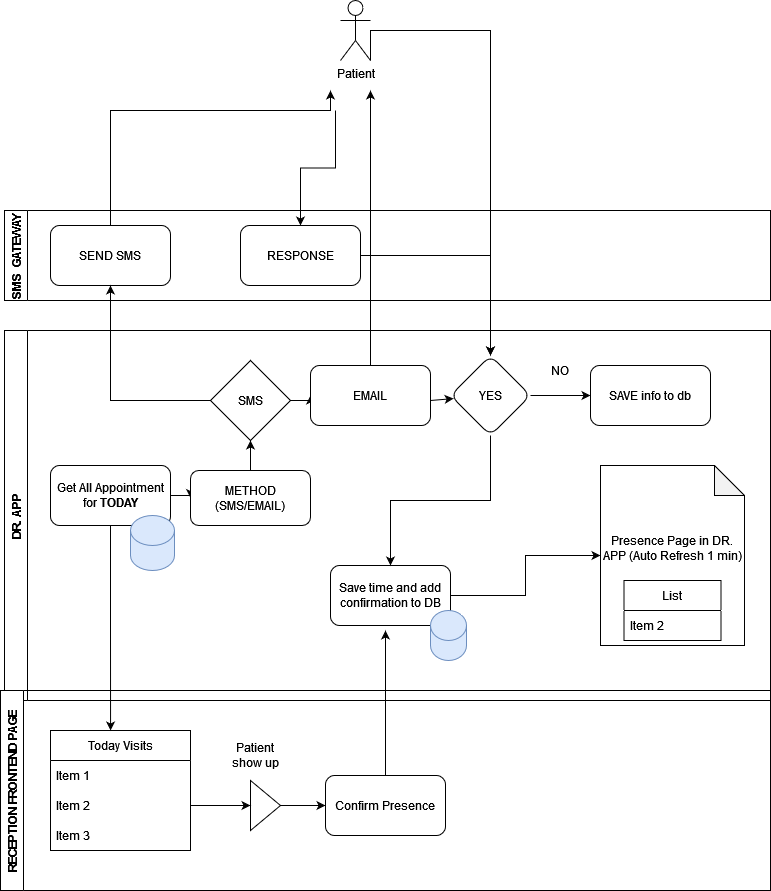 Patient
SMS GATEWAY
SEND SMS
RESPONSE
DR. APP
SMS
EMAIL
YES
NO
SAVE info to db
Get All Appointment
for TODAY
METHOD
(SMS/EMAIL)
Presence Page in DR.
APP (Auto Refresh 1 min)
List
Item 2
Save time and add
confirmation to DB
RECEPTION FRONTEND PAGE
Today Visits
Item 1
Item 2
Item 3
Patient
show up
Confirm Presence